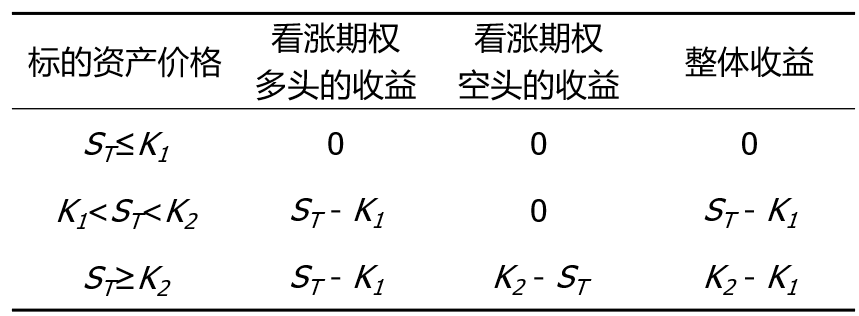 标的资产价格 看涨期权多头的收益 看涨期权空头的收益 整体收益
S_T≤K_1 0 0 0
K_1<S_T<K_2 S_T - K_1 0 S_T - K_1
S_T≥K_2 S_T - K_1 K_2 - S_T K_2 - K_1